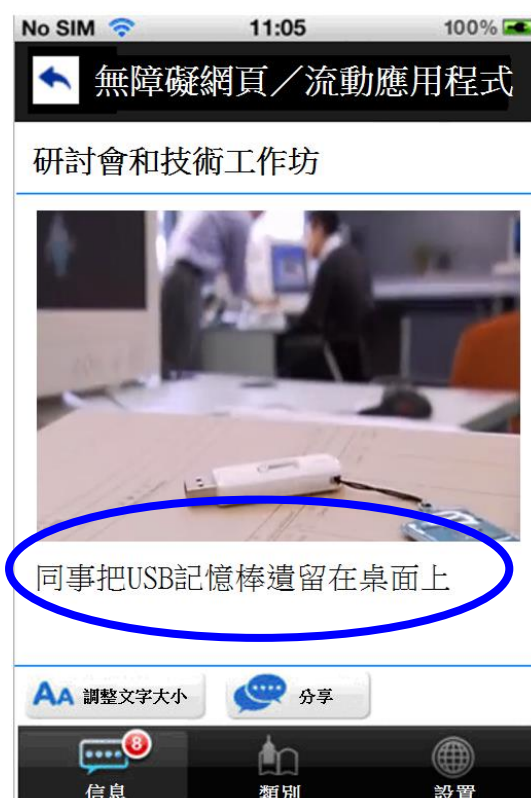 No SIM 11:05 100%
無障礙網頁／流動應用程式
研討會和技術工作坊
同事把USB記憶棒遺留在桌面上
AA 調整文字大小 分享
8
信息 類別 設置